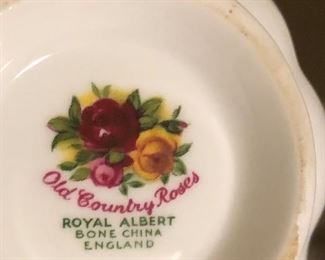 Old Country Roses
ROYAL ALBERT
BONE CHINA
ENGLAND